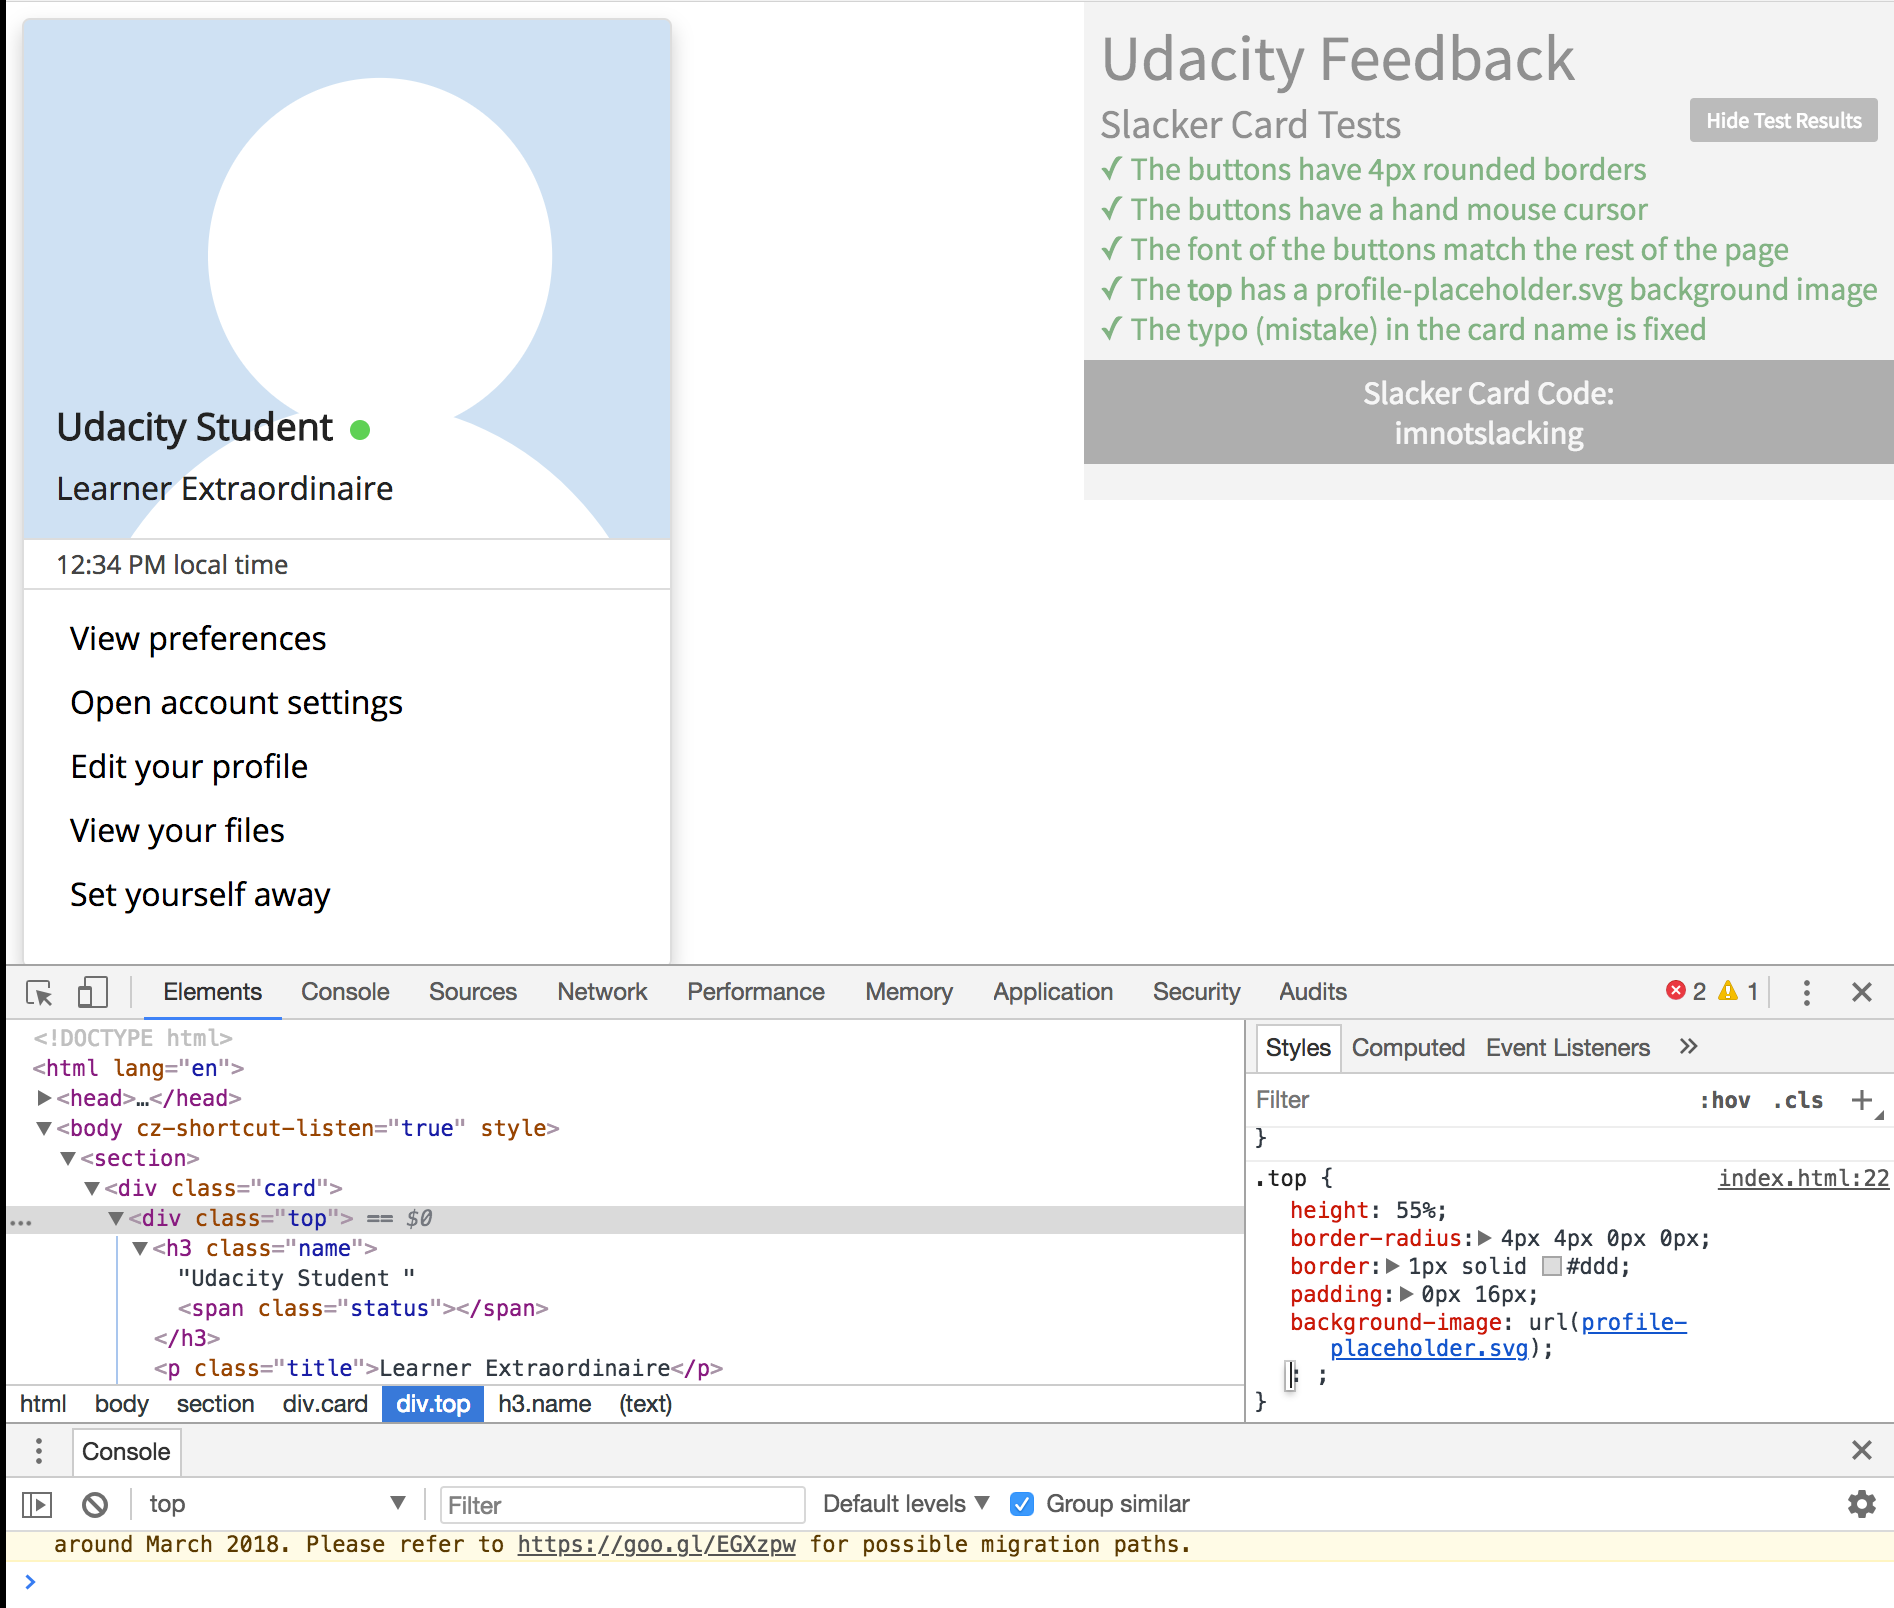 Udacity Student
Learner Extraordinaire
12:34 PM local time
View preferences
Open account settings
Edit your profile
View your files
Set yourself away
Udacity Feedback
Slacker Card Tests
Hide Test Results
✓ The buttons have 4px rounded borders
✓ The buttons have a hand mouse cursor
✓ The font of the buttons match the rest of the page
✓ The top has a profile-placeholder.svg background image
✓ The typo (mistake) in the card name is fixed
Slacker Card Code:
imnotslacking
Elements Console Sources Network Performance Memory Application Security Audits 2 1
<!DOCTYPE html>
<html lang="en">
<head>…</head>
<body cz-shortcut-listen="true" style>
<section>
<div class="card">
... <div class="top"> == $0
<h3 class="name">
"Udacity Student "
<span class="status"></span>
</h3>
<p class="title">Learner Extraordinaire</p>
html body section div.card div.top h3.name (text)
Styles Computed Event Listeners »
Filter :hov .cls +
}
.top { index.html:22
height: 55%;
border-radius: 4px 4px 0px 0px;
border: 1px solid #ddd;
padding: 0px 16px;
background-image: url(profile-
placeholder.svg);
: ;
}
Console
top Filter Default levels Group similar
around March 2018. Please refer to https://goo.gl/EGXzpw for possible migration paths.
>